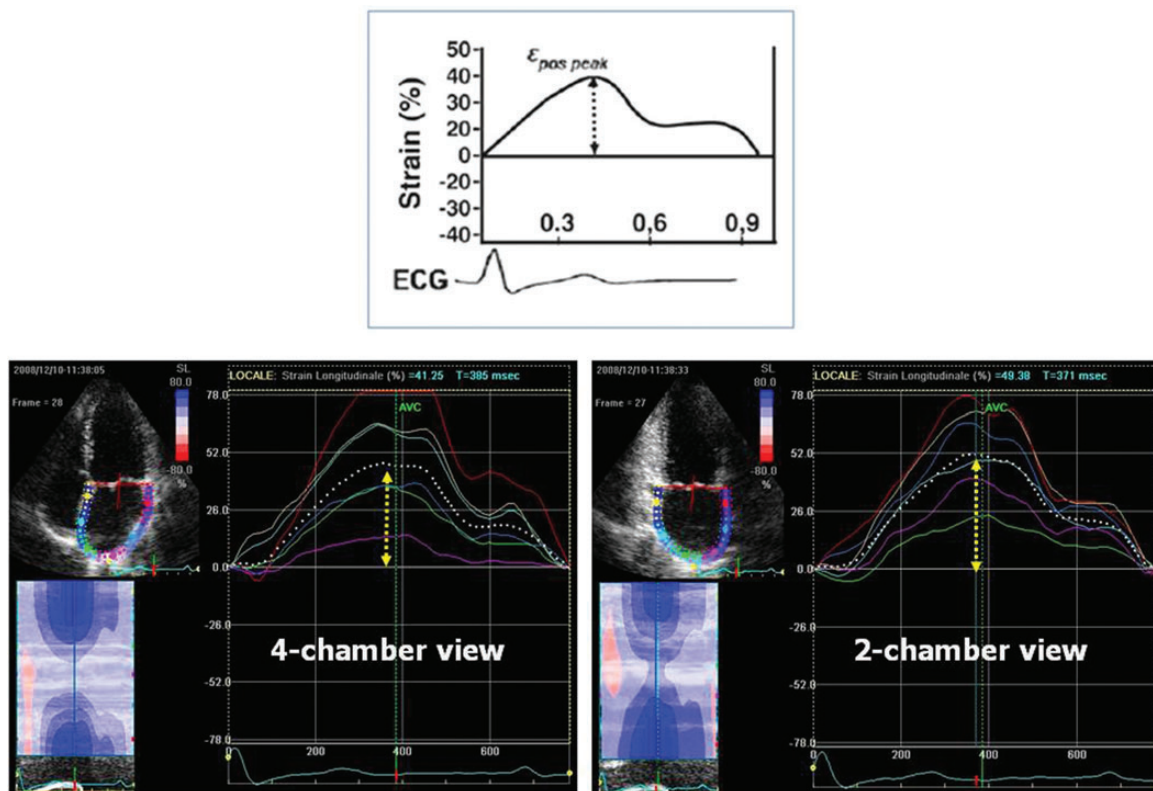 50
40
30
20
0
-20
-30
-40
Strain (%)
ε pos peak
0.3 0,6 0,9
ECG
2008/12/10-11:38:05
SL
80.0
Frame = 28
-80.0
%
LOCALE: Strain Longitudinale (%) =41.25 T=385 msec
AVC
78.0
52.0
26.0
0.0
-26.0
-52.0
-78.0
0 200 400 600
4-chamber view
2008/12/10-11:38:33
SL
80.0
Frame = 27
-80.0
%
LOCALE: Strain Longitudinale (%) =49.38 T=371 msec
AVC
78.0
52.0
26.0
0.0
-26.0
-52.0
-78.0
0 200 400 600
2-chamber view